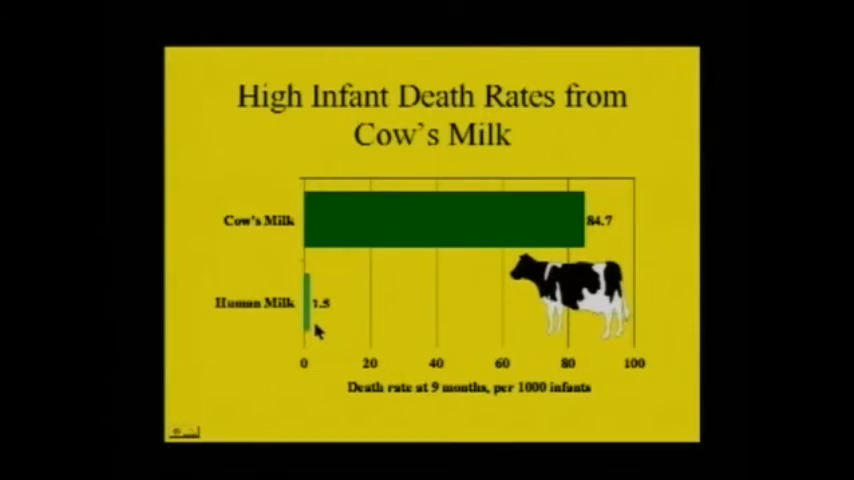 High Infant Death Rates from
Cow's Milk
Cow's Milk
84.7
Human Milk
1.5
0 20 40 60 80 100
Death rate at 9 months, per 1000 infants